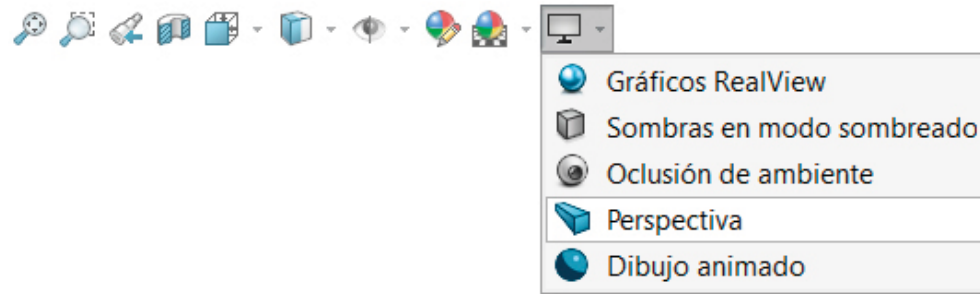 Gráficos RealView
Sombras en modo sombreado
Oclusión de ambiente
Perspectiva
Dibujo animado